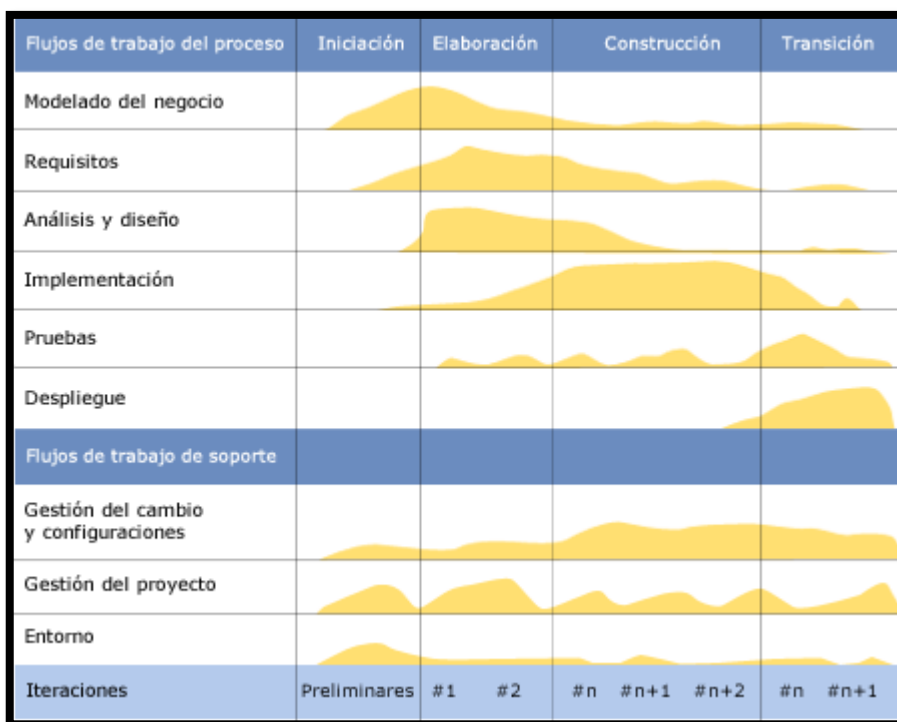 Flujos de trabajo del proceso Iniciación Elaboración Construcción Transición
Modelado del negocio
Requisitos
Análisis y diseño
Implementación
Pruebas
Despliegue
Flujos de trabajo de soporte
Gestión del cambio
y configuraciones
Gestión del proyecto
Entorno
Iteraciones Preliminares #1 #2 #n #n+1 #n+2 #n #n+1